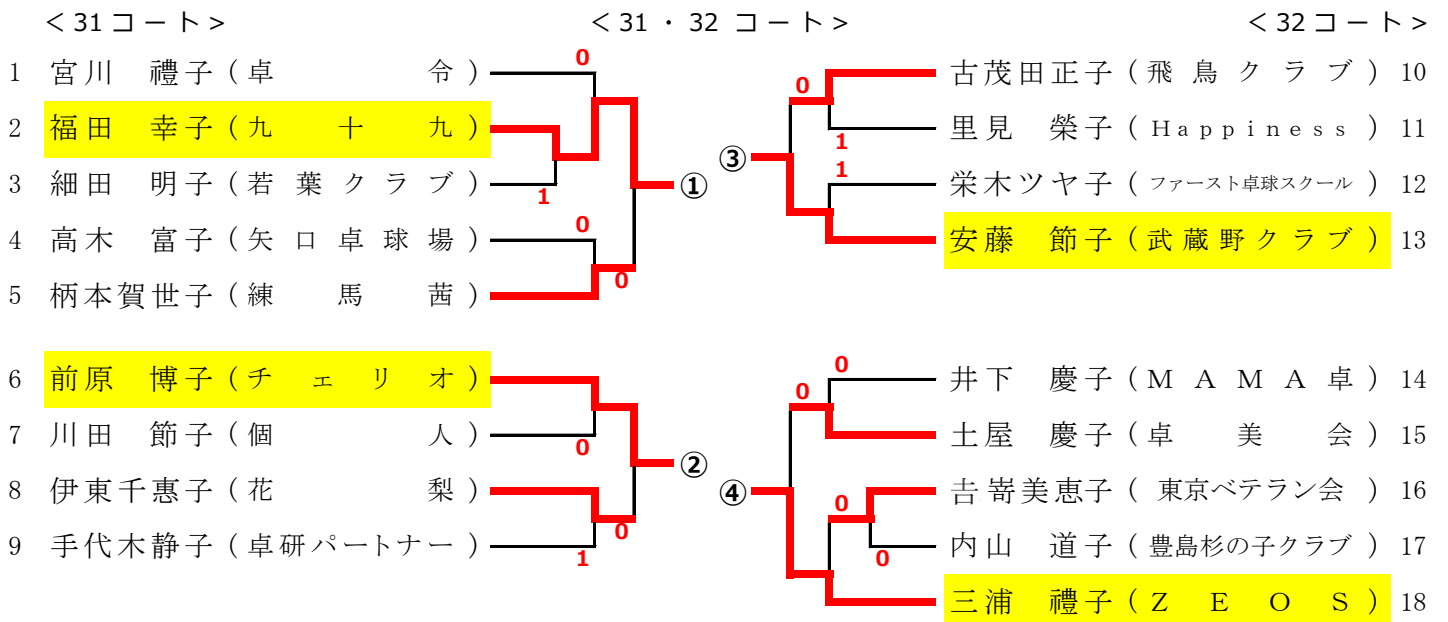 ＜31コート＞ ＜31・32 コート＞ ＜32コート＞
0
1 宮川 禮子（卓 令）
古茂田正子（飛鳥クラブ）10
0
2 福田 幸子（九 十 九）
里見 榮子（Happiness）11
1
③
1
3 細田 明子（若葉クラブ）
1
①
栄木ツヤ子（ファースト卓球スクール）12
0
4 高木 富子（矢口卓球場）
安藤 節子（武蔵野クラブ）13
0
5 柄本賀世子（練 馬 茜）
6 前原 博子（チェリオ）
0
井下 慶子（MAMA卓）14
0
7 川田 節子（個 人）
0
土屋 慶子（卓 美 会）15
②
8 伊東千惠子（花 梨）
④
0
吉嵜美恵子（東京ベテラン会）16
0
9 手代木静子（卓研パートナー）
1
内山 道子（豊島杉の子クラブ）17
0
三浦 禮子（ZEOS）18